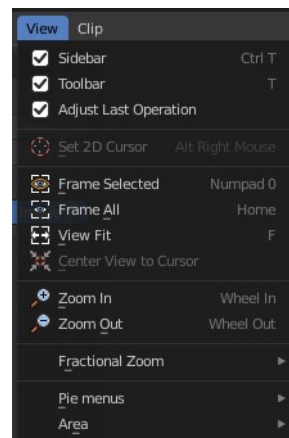 View Clip
Sidebar Ctrl T
Toolbar T
Adjust Last Operation
Set 2D Cursor Alt Right Mouse
Frame Selected Numpad 0
Frame All Home
View Fit F
Center View to Cursor
Zoom In Wheel In
Zoom Out Wheel Out
Fractional Zoom
Pie menus
Area